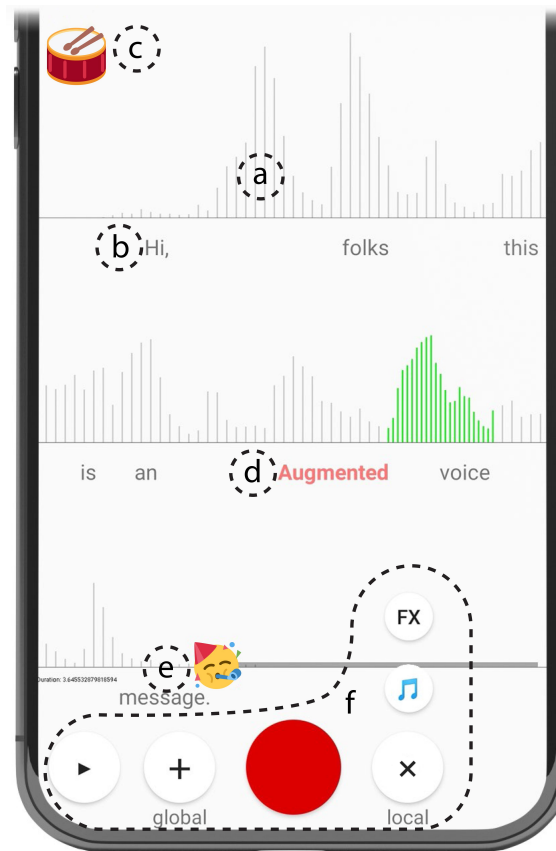 c
a
b Hi, folks this
is an d Augmented voice
FX
e
Duration: 3.645532879818594
message. f
global local